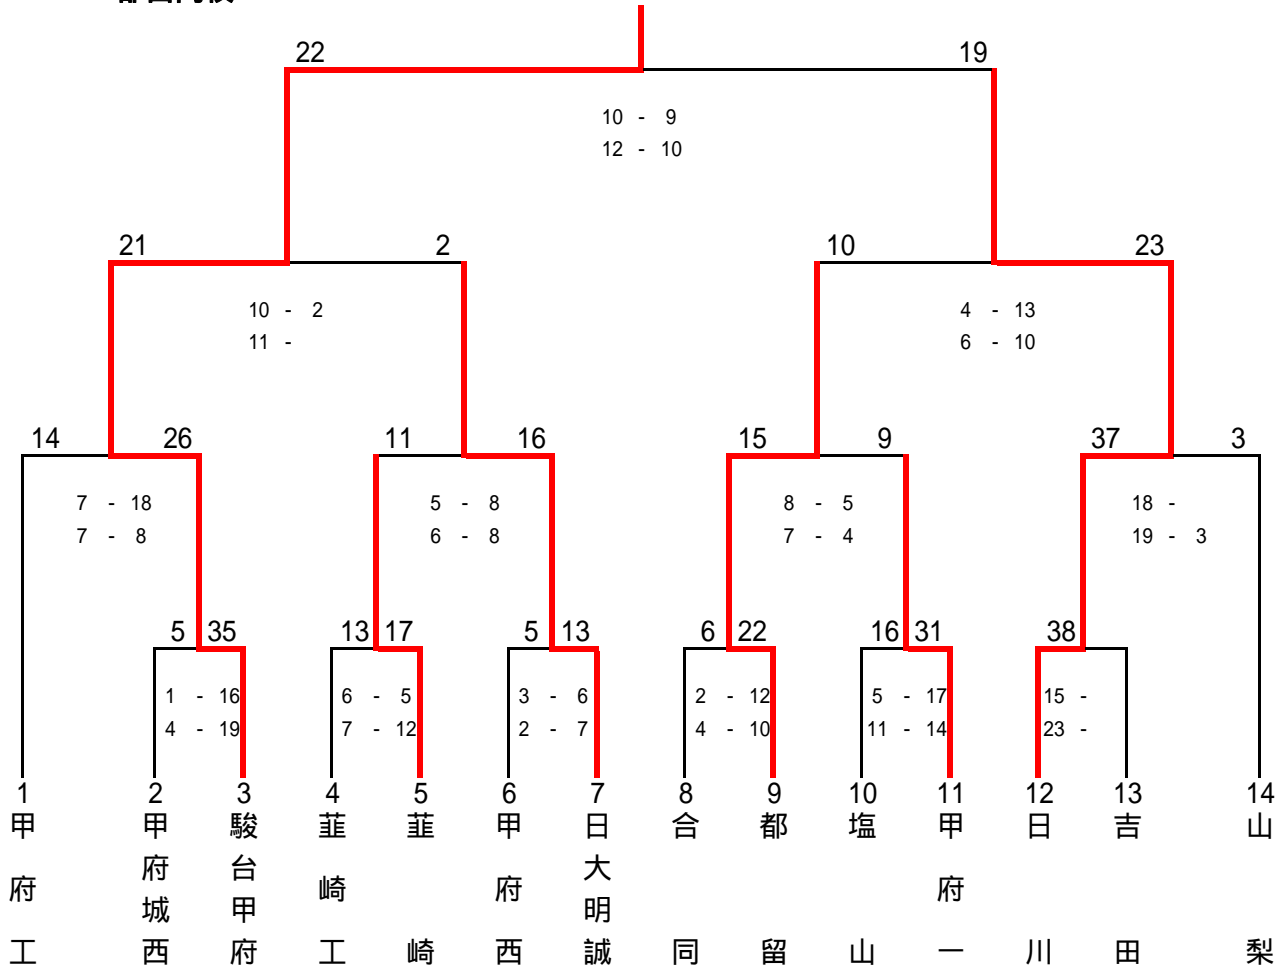 22 19
10 - 9
12 - 10
21 2 10 23
10 - 2 4 - 13
11 - 6 - 10
14 26 11 16 15 9 37 3
7 - 18 5 - 8 8 - 5 18 -
7 - 8 6 - 8 7 - 4 19 - 3
5 35 13 17 5 13 6 22 16 31 38
1 - 16 6 - 5 3 - 6 2 - 12 5 - 17 15 -
4 - 19 7 - 12 2 - 7 4 - 10 11 - 14 23 -
1 2 3 4 5 6 7 8 9 10 11 12 13 14
甲府工
甲府城西
駿台甲府
韮崎工
韮崎
甲府西
日大明誠
合同
都留
塩山
甲府一
日川
吉田
山梨